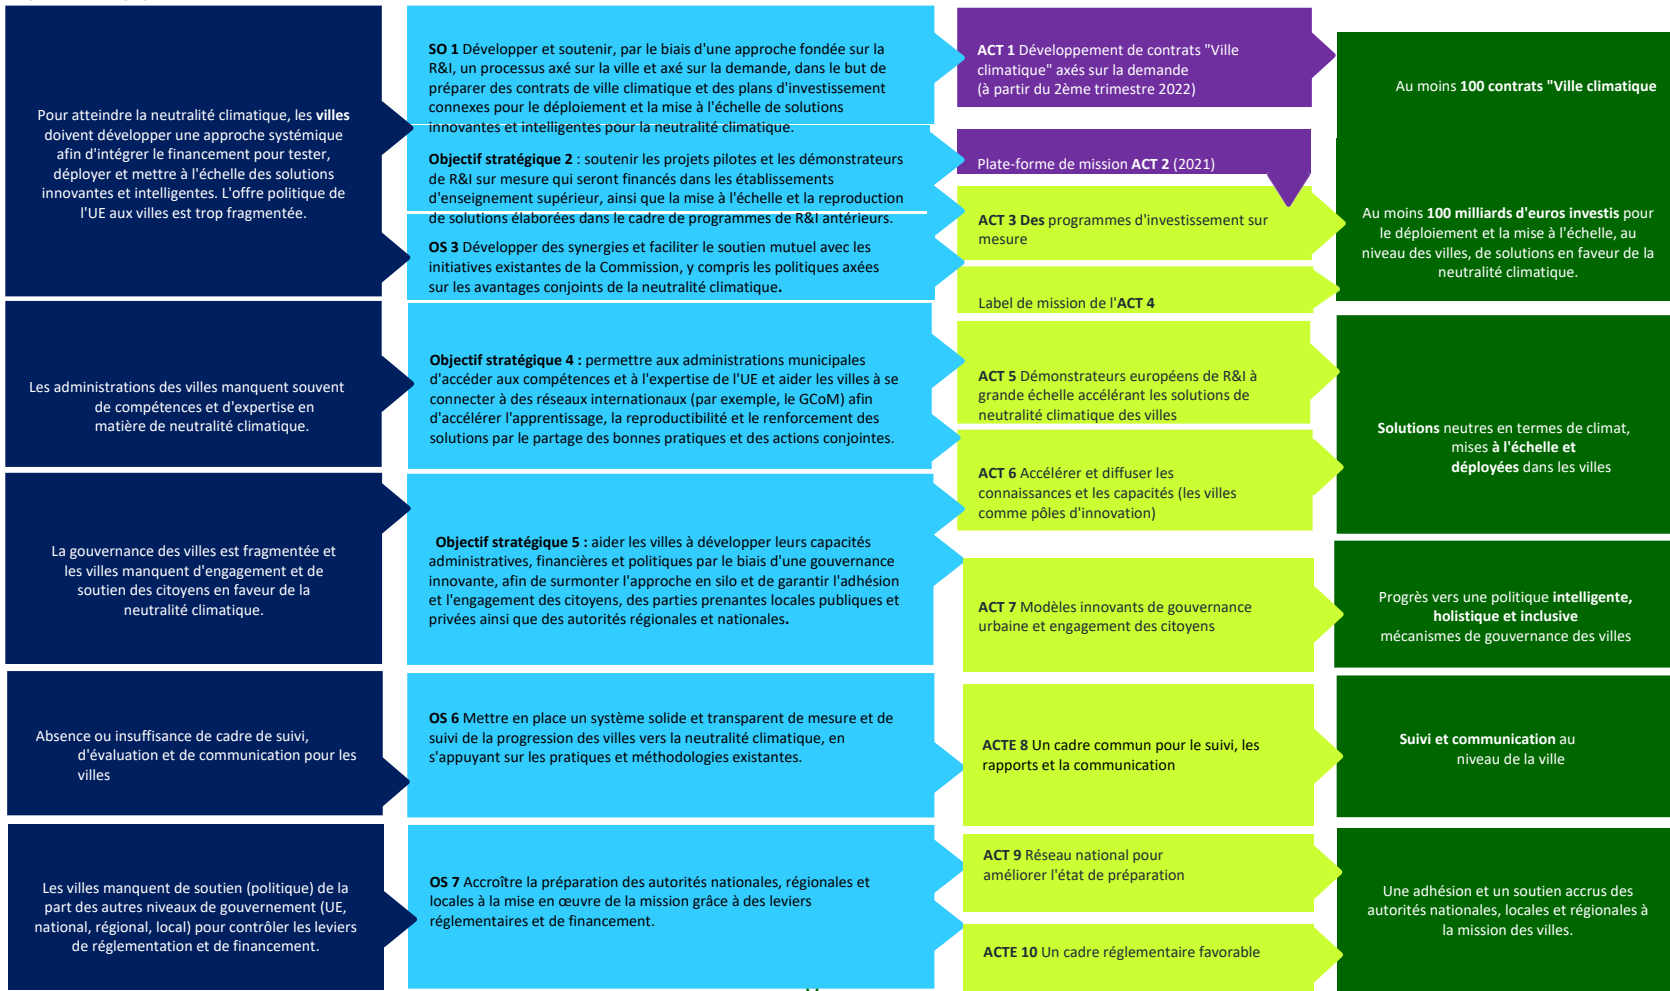 Pour atteindre la neutralité climatique, les villes
doivent développer une approche systémique
afin d'intégrer le financement pour tester,
déployer et mettre à l'échelle des solutions
innovantes et intelligentes. L'offre politique de
l'UE aux villes est trop fragmentée.
SO 1 Développer et soutenir, par le biais d'une approche fondée sur la
R&I, un processus axé sur la ville et axé sur la demande, dans le but de
préparer des contrats de ville climatique et des plans d'investissement
connexes pour le déploiement et la mise à l'échelle de solutions
innovantes et intelligentes pour la neutralité climatique.
Objectif stratégique 2 : soutenir les projets pilotes et les démonstrateurs
de R&I sur mesure qui seront financés dans les établissements
d'enseignement supérieur, ainsi que la mise à l'échelle et la reproduction
de solutions élaborées dans le cadre de programmes de R&I antérieurs.
OS 3 Développer des synergies et faciliter le soutien mutuel avec les
initiatives existantes de la Commission, y compris les politiques axées
sur les avantages conjoints de la neutralité climatique.
ACT 1 Développement de contrats "Ville
climatique" axés sur la demande
(à partir du 2ème trimestre 2022)
Plate-forme de mission ACT 2 (2021)
ACT 3 Des programmes d'investissement sur
mesure
Label de mission de l'ACT 4
Au moins 100 contrats "Ville climatique
Au moins 100 milliards d'euros investis pour
le déploiement et la mise à l'échelle, au
niveau des villes, de solutions en faveur de la
neutralité climatique.
Les administrations des villes manquent souvent
de compétences et d'expertise en
matière de neutralité climatique.
Objectif stratégique 4 : permettre aux administrations municipales
d'accéder aux compétences et à l'expertise de l'UE et aider les villes à se
connecter à des réseaux internationaux (par exemple, le GCoM) afin
d'accélérer l'apprentissage, la reproductibilité et le renforcement des
solutions par le partage des bonnes pratiques et des actions conjointes.
ACT 5 Démonstrateurs européens de R&I à
grande échelle accélérant les solutions de
neutralité climatique des villes
ACT 6 Accélérer et diffuser les
connaissances et les capacités (les villes
comme pôles d'innovation)
Solutions neutres en termes de climat,
mises à l'échelle et
déployées dans les villes
La gouvernance des villes est fragmentée et
les villes manquent d'engagement et de
soutien des citoyens en faveur de la
neutralité climatique.
Objectif stratégique 5 : aider les villes à développer leurs capacités
administratives, financières et politiques par le biais d'une gouvernance
innovante, afin de surmonter l'approche en silo et de garantir l'adhésion
et l'engagement des citoyens, des parties prenantes locales publiques et
privées ainsi que des autorités régionales et nationales.
ACT 7 Modèles innovants de gouvernance
urbaine et engagement des citoyens
Progrès vers une politique intelligente,
holistique et inclusive
mécanismes de gouvernance des villes
Absence ou insuffisance de cadre de suivi,
d'évaluation et de communication pour les
villes
OS 6 Mettre en place un système solide et transparent de mesure et de
suivi de la progression des villes vers la neutralité climatique, en
s'appuyant sur les pratiques et méthodologies existantes.
ACTE 8 Un cadre commun pour le suivi, les
rapports et la communication
Suivi et communication au
niveau de la ville
Les villes manquent de soutien (politique) de la
part des autres niveaux de gouvernement (UE,
national, régional, local) pour contrôler les leviers
de réglementation et de financement.
OS 7 Accroître la préparation des autorités nationales, régionales et
locales à la mise en œuvre de la mission grâce à des leviers
réglementaires et de financement.
ACT 9 Réseau national pour
améliorer l'état de préparation
ACTE 10 Un cadre réglementaire favorable
Une adhésion et un soutien accrus des
autorités nationales, locales et régionales à
la mission des villes.